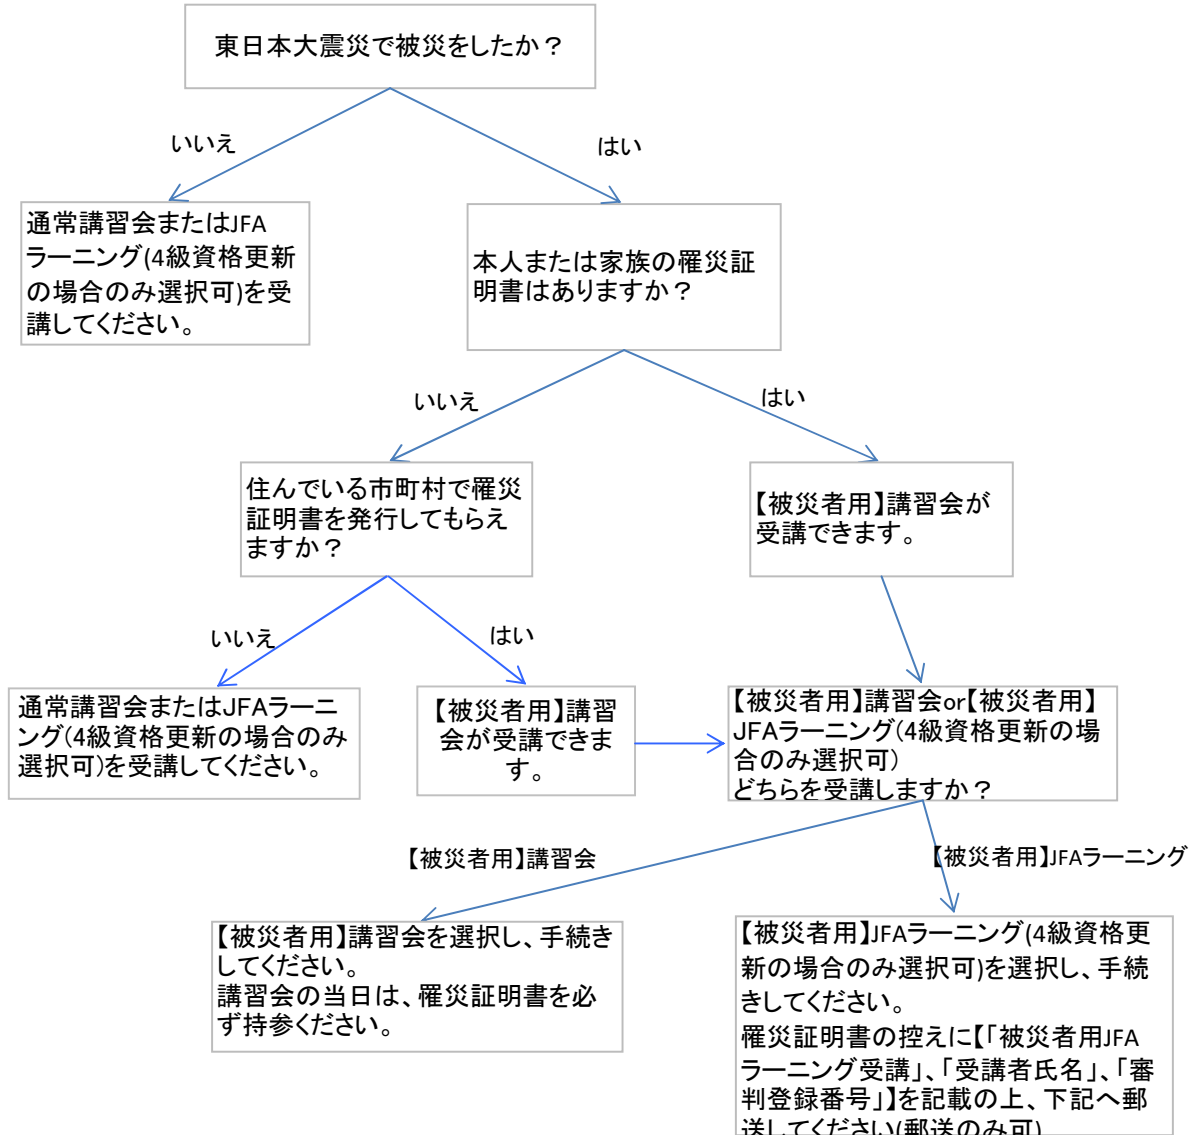 東日本大震災で被災をしたか？
いいえ
はい
通常講習会またはJFA
ラーニング(4級資格更新
の場合のみ選択可)を受
講してください。
本人または家族の罹災証
明書はありますか？
いいえ
はい
住んでいる市町村で罹災
証明書を発行してもらえ
ますか？
【被災者用】講習会が
受講できます。
いいえ
はい
通常講習会またはJFAラーニ
ング(4級資格更新の場合のみ
選択可)を受講してください。
【被災者用】講習
会が受講できま
す。
【被災者用】講習会or【被災者用】
JFAラーニング(4級資格更新の場
合のみ選択可)
どちらを受講しますか？
【被災者用】講習会
【被災者用】JFAラーニング
【被災者用】講習会を選択し、手続き
してください。
講習会の当日は、罹災証明書を必
ず持参ください。
【被災者用】JFAラーニング(4級資格更
新の場合のみ選択可)を選択し、手続
きしてください。
罹災証明書の控えに【「被災者用JFA
ラーニング受講」、「受講者氏名」、「審
判登録番号」】を記載の上、下記へ郵
送してください(郵送のみ可)